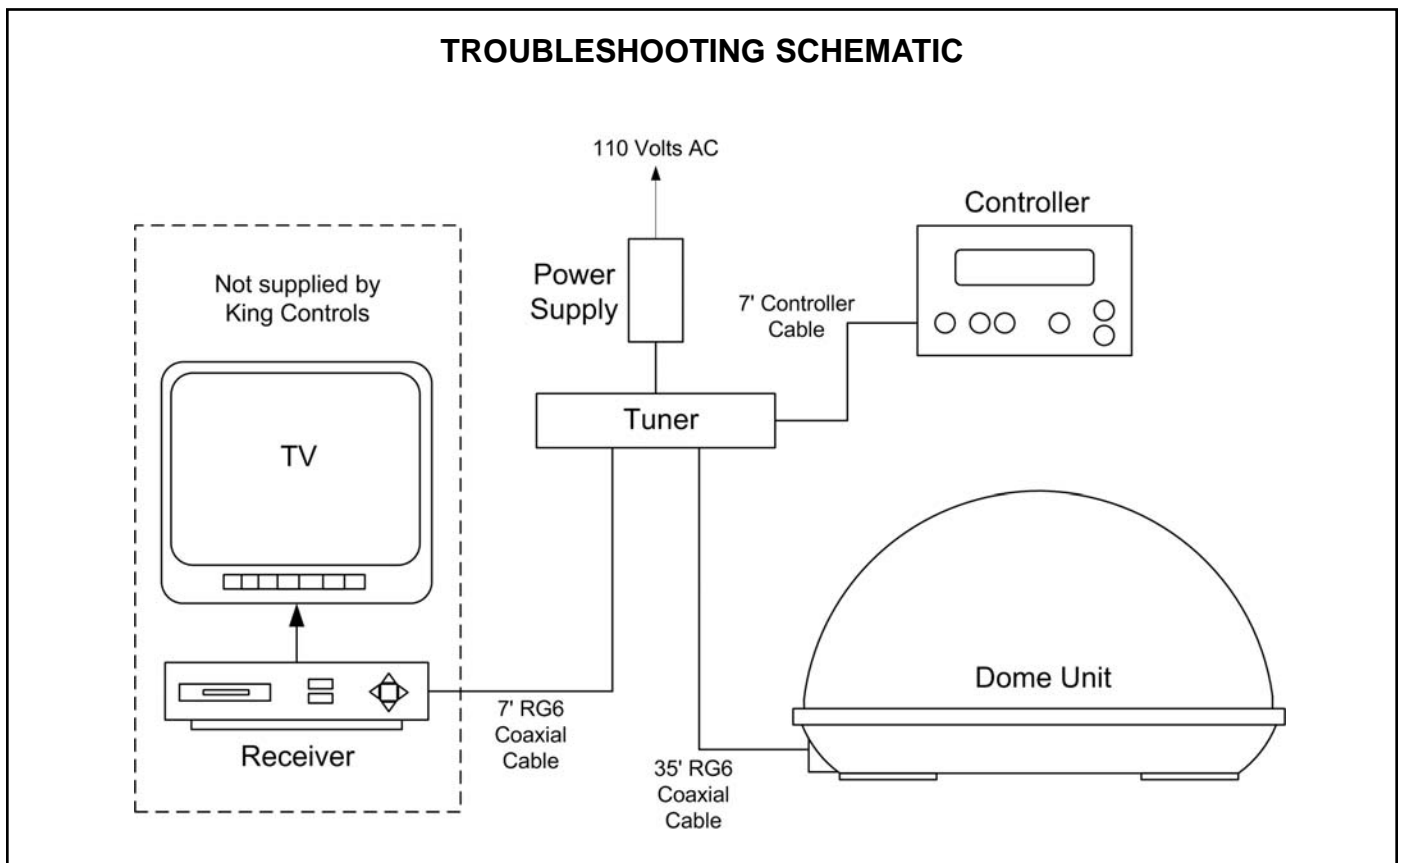 TROUBLESHOOTING SCHEMATIC
110 Volts AC
Controller
Not supplied by
King Controls
Power
Supply
7' Controller
Cable
Tuner
TV
Dome Unit
7' RG6
Coaxial
Cable
Receiver
35' RG6
Coaxial
Cable